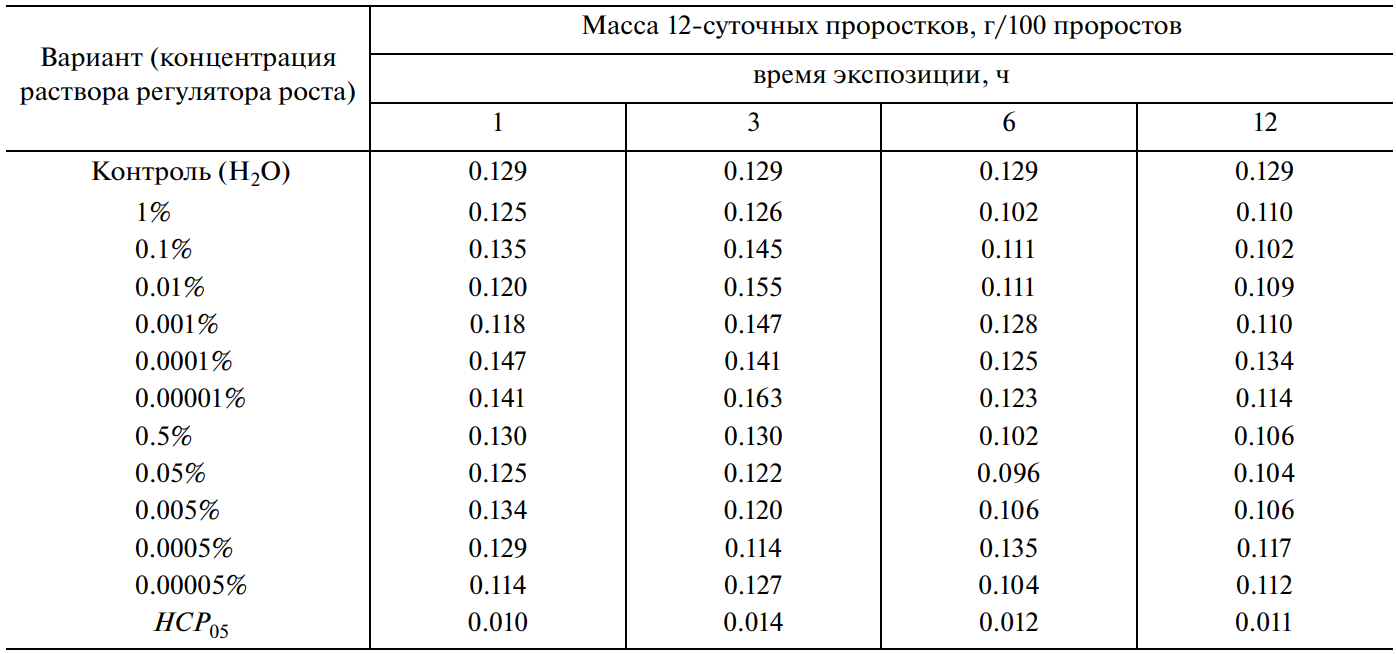 Вариант (концентрация
раствора регулятора роста)
Масса 12-суточных проростков, г/100 проростов
время экспозиции, ч
1 3 6 12
Контроль (H₂O) 0.129 0.129 0.129 0.129
1% 0.125 0.126 0.102 0.110
0.1% 0.135 0.145 0.111 0.102
0.01% 0.120 0.155 0.111 0.109
0.001% 0.118 0.147 0.128 0.110
0.0001% 0.147 0.141 0.125 0.134
0.00001% 0.141 0.163 0.123 0.114
0.5% 0.130 0.130 0.102 0.106
0.05% 0.125 0.122 0.096 0.104
0.005% 0.134 0.120 0.106 0.106
0.0005% 0.129 0.114 0.135 0.117
0.00005% 0.114 0.127 0.104 0.112
НСР₀₅ 0.010 0.014 0.012 0.011